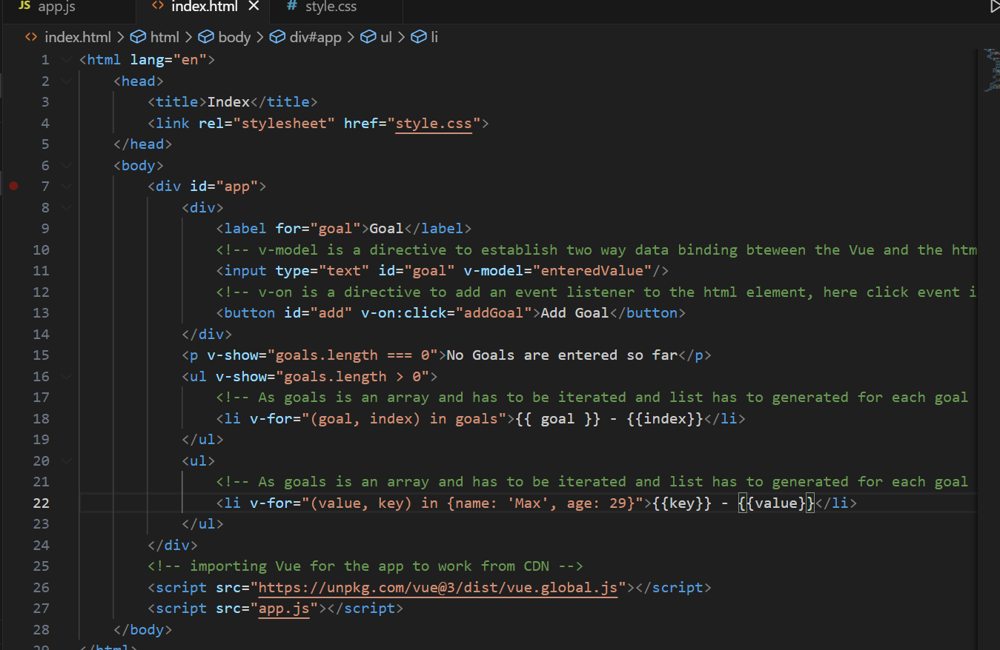 JS app.js <> index.html × # style.css
<> index.html > html > body > div#app > ul > li
1 <html lang="en">
2 <head>
3 <title>Index</title>
4 <link rel="stylesheet" href="style.css">
5 </head>
6 <body>
7 <div id="app">
8 <div>
9 <label for="goal">Goal</label>
10 <!-- v-model is a directive to establish two way data binding bteween the Vue and the htm
11 <input type="text" id="goal" v-model="enteredValue"/>
12 <!-- v-on is a directive to add an event listener to the html element, here click event i
13 <button id="add" v-on:click="addGoal">Add Goal</button>
14 </div>
15 <p v-show="goals.length === 0">No Goals are entered so far</p>
16 <ul v-show="goals.length > 0">
17 <!-- As goals is an array and has to be iterated and list has to generated for each goal
18 <li v-for="(goal, index) in goals">{{ goal }} - {{index}}</li>
19 </ul>
20 <ul>
21 <!-- As goals is an array and has to be iterated and list has to generated for each goal
22 <li v-for="(value, key) in {name: 'Max', age: 29}">{{key}} - {{value}}</li>
23 </ul>
24 </div>
25 <!-- importing Vue for the app to work from CDN -->
26 <script src="https://unpkg.com/vue@3/dist/vue.global.js"></script>
27 <script src="app.js"></script>
28 </body>
29 </html>